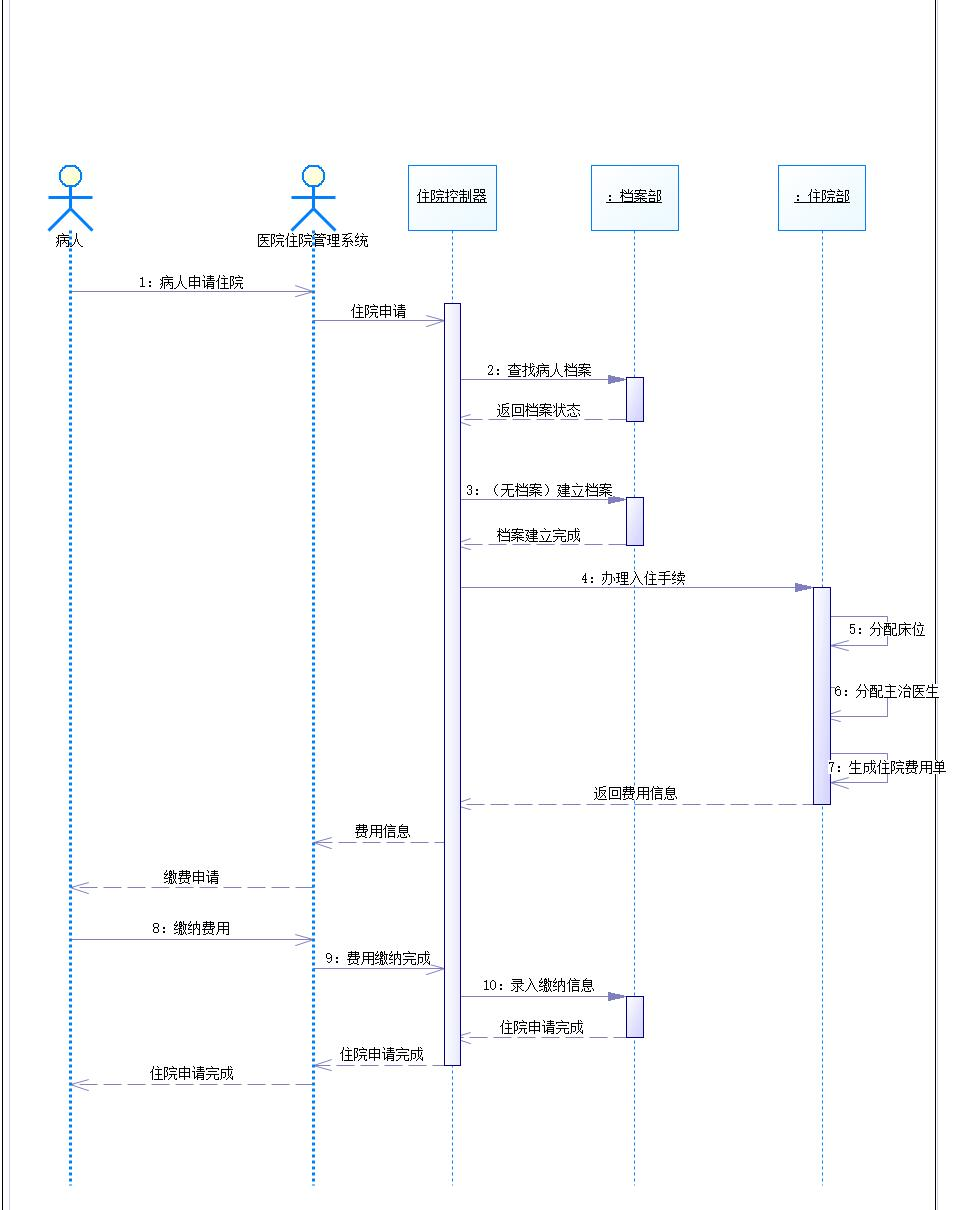 住院控制器
：档案部
：住院部
病人
医院住院管理系统
1：病人申请住院
住院申请
2：查找病人档案
返回档案状态
3：（无档案）建立档案
档案建立完成
4：办理入住手续
5：分配床位
6：分配主治医生
7：生成住院费用单
返回费用信息
费用信息
缴费申请
8：缴纳费用
9：费用缴纳完成
10：录入缴纳信息
住院申请完成
住院申请完成
住院申请完成